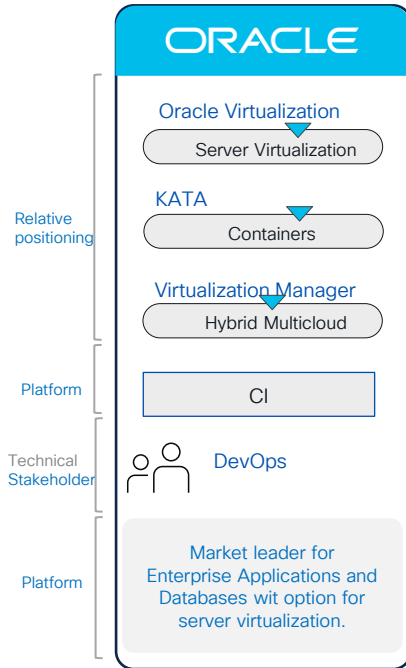 ORACLE
Oracle Virtualization
Server Virtualization
KATA
Containers
Relative
positioning
Virtualization Manager
Hybrid Multicloud
Platform
CI
Technical
Stakeholder
DevOps
Platform
Market leader for
Enterprise Applications and
Databases wit option for
server virtualization.